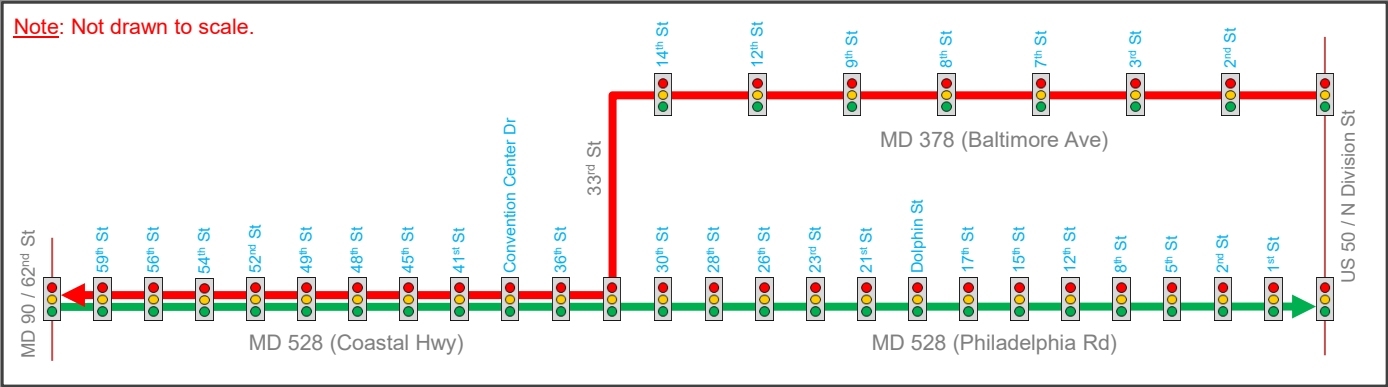 Note: Not drawn to scale.
14th St
12th St
9th St
8th St
7th St
3rd St
2nd St
MD 378 (Baltimore Ave)
33rd St
US 50 / N Division St
MD 90 / 62nd St
59th St
56th St
54th St
52nd St
49th St
48th St
45th St
41st St
Convention Center Dr
36th St
30th St
28th St
26th St
23rd St
21st St
Dolphin St
17th St
15th St
12th St
8th St
5th St
2nd St
1st St
MD 528 (Coastal Hwy)
MD 528 (Philadelphia Rd)